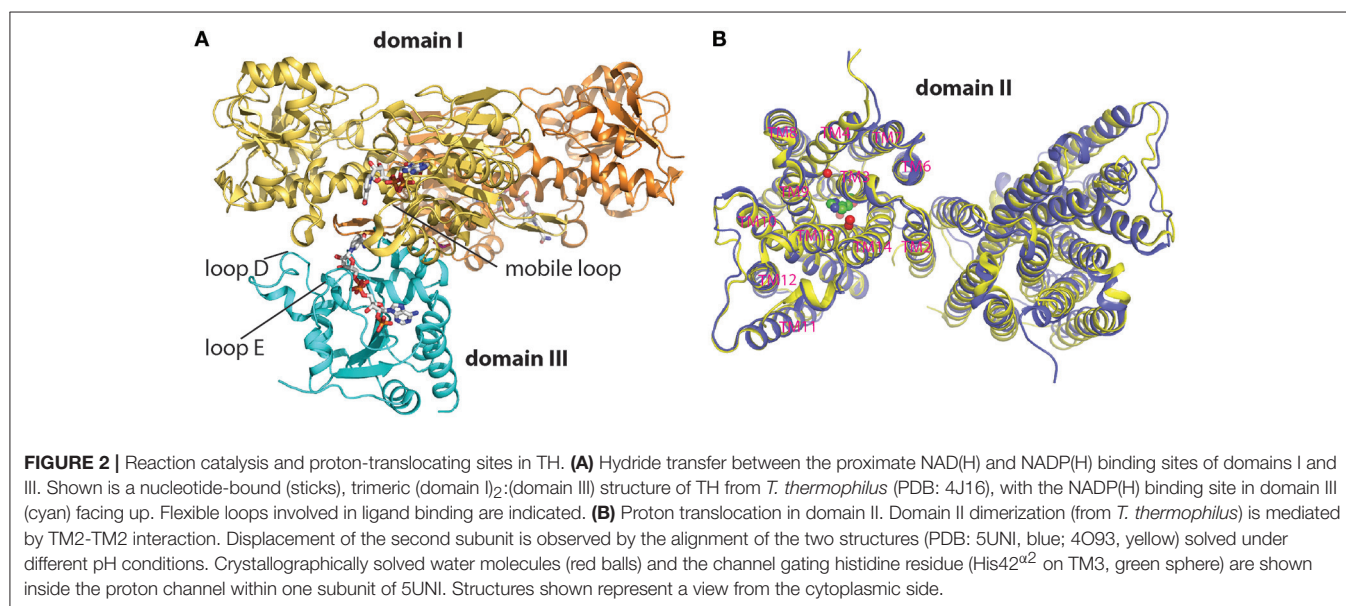 A
domain I
loop D
loop E
mobile loop
domain III
B
domain II
TM8
TM4
TM6
TM3
TM2
TM12
TM11
FIGURE 2 | Reaction catalysis and proton-translocating sites in TH. (A) Hydride transfer between the proximate NAD(H) and NADP(H) binding sites of domains I and
III. Shown is a nucleotide-bound (sticks), trimeric (domain I)₂:(domain III) structure of TH from T. thermophilus (PDB: 4J16), with the NADP(H) binding site in domain III
(cyan) facing up. Flexible loops involved in ligand binding are indicated. (B) Proton translocation in domain II. Domain II dimerization (from T. thermophilus) is mediated
by TM2-TM2 interaction. Displacement of the second subunit is observed by the alignment of the two structures (PDB: 5UNI, blue; 4O93, yellow) solved under
different pH conditions. Crystallographically solved water molecules (red balls) and the channel gating histidine residue (His42^α2 on TM3, green sphere) are shown
inside the proton channel within one subunit of 5UNI. Structures shown represent a view from the cytoplasmic side.